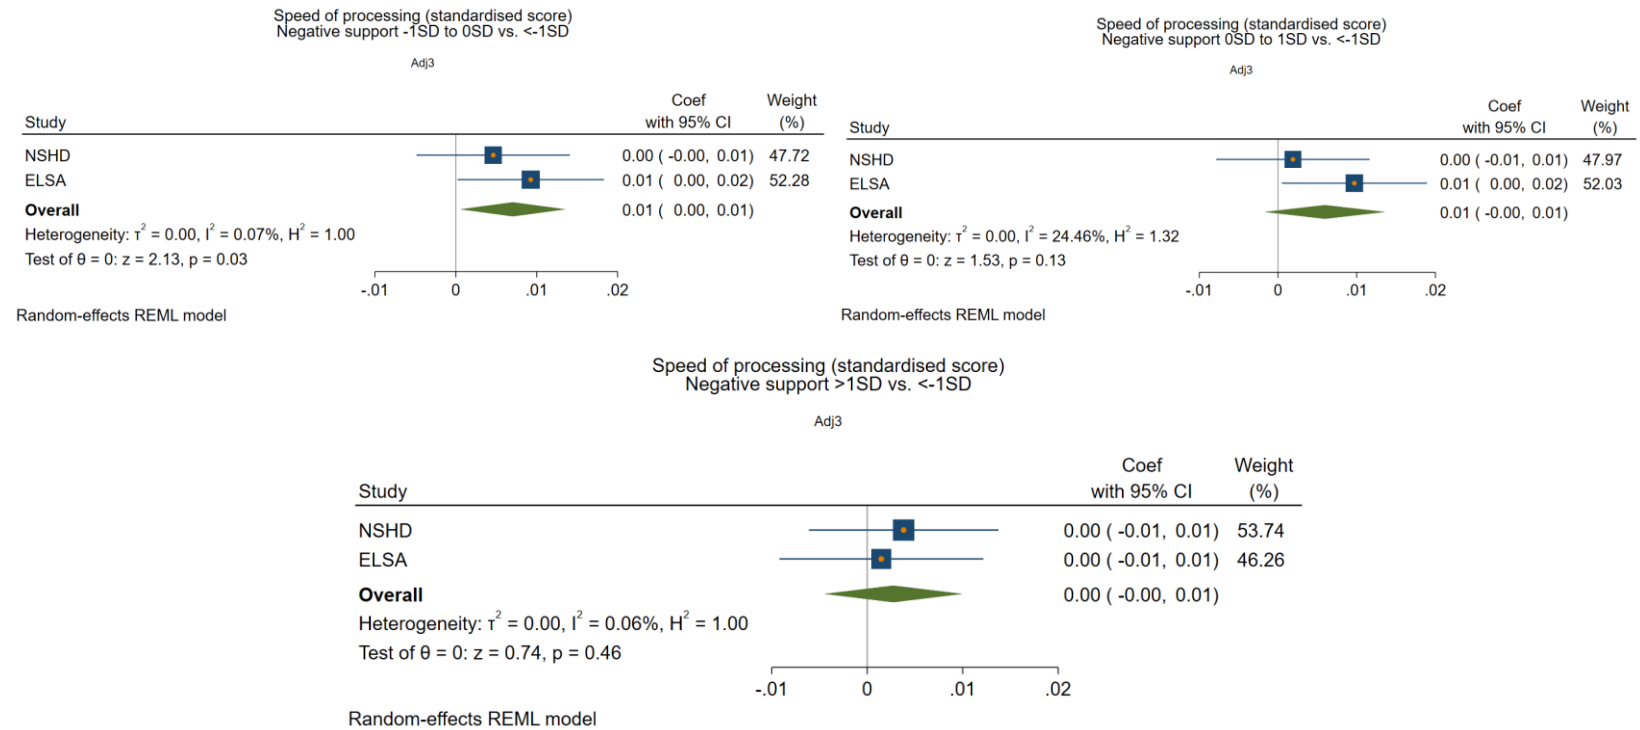 Speed of processing (standardised score)
Negative support -1SD to 0SD vs. <-1SD
Adj3
Coef Weight
Study with 95% CI (%)
NSHD 0.00 ( -0.00, 0.01) 47.72
ELSA 0.01 ( 0.00, 0.02) 52.28
Overall 0.01 ( 0.00, 0.01)
Heterogeneity: τ² = 0.00, I² = 0.07%, H² = 1.00
Test of θ = 0: z = 2.13, p = 0.03
-.01 0 .01 .02
Random-effects REML model
Speed of processing (standardised score)
Negative support 0SD to 1SD vs. <-1SD
Adj3
Coef Weight
Study with 95% CI (%)
NSHD 0.00 ( -0.01, 0.01) 47.97
ELSA 0.01 ( 0.00, 0.02) 52.03
Overall 0.01 ( -0.00, 0.01)
Heterogeneity: τ² = 0.00, I² = 24.46%, H² = 1.32
Test of θ = 0: z = 1.53, p = 0.13
-.01 0 .01 .02
Random-effects REML model
Speed of processing (standardised score)
Negative support >1SD vs. <-1SD
Adj3
Coef Weight
Study with 95% CI (%)
NSHD 0.00 ( -0.01, 0.01) 53.74
ELSA 0.00 ( -0.01, 0.01) 46.26
Overall 0.00 ( -0.00, 0.01)
Heterogeneity: τ² = 0.00, I² = 0.06%, H² = 1.00
Test of θ = 0: z = 0.74, p = 0.46
-.01 0 .01 .02
Random-effects REML model